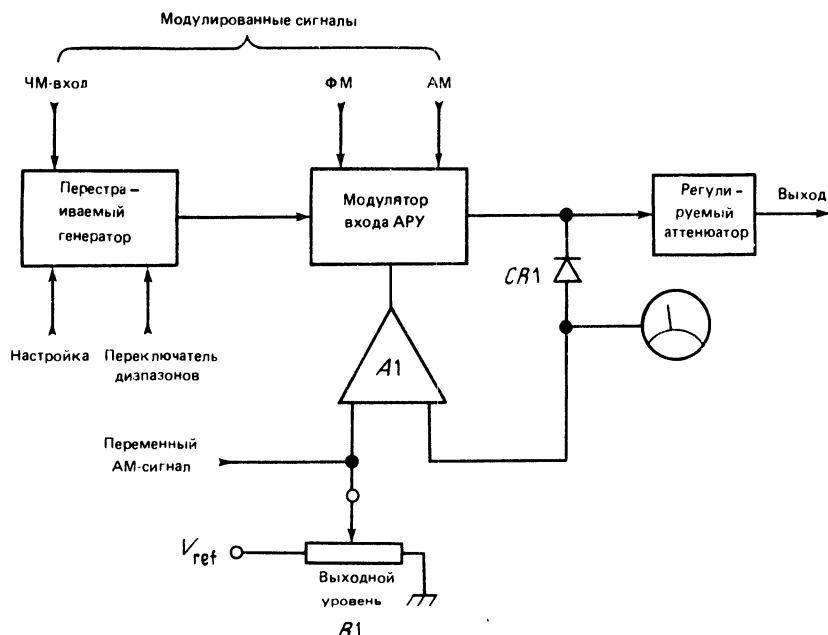 Модулированные сигналы
ЧМ-вход
ФМ
АМ
Перестра –
иваемый
генератор
Модулятор
входа АРУ
Регули –
руемый
аттенюатор
Выход
CR1
Настройка
Переключатель
диапазонов
A1
Переменный
АМ-сигнал
Vref
Выходной
уровень
R1